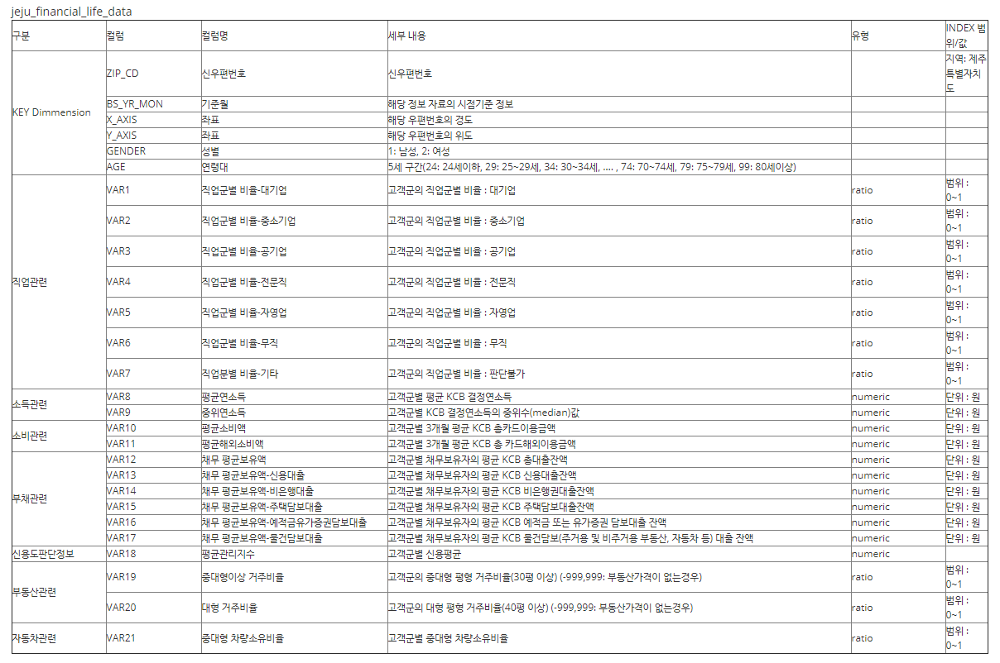 jeju_financial_life_data
구분 컬럼 컬럼명 세부 내용 유형 INDEX 범
위/값
KEY Dimmension ZIP_CD 신우편번호 신우편번호 지역: 제주
특별자치
도
BS_YR_MON 기준월 해당 정보 자료의 시점기준 정보
X_AXIS 좌표 해당 우편번호의 경도
Y_AXIS 좌표 해당 우편번호의 위도
GENDER 성별 1: 남성, 2: 여성
AGE 연령대 5세 구간(24: 24세이하, 29: 25~29세, 34: 30~34세, .... , 74: 70~74세, 79: 75~79세, 99: 80세이상)
직업관련 VAR1 직업군별 비율-대기업 고객군의 직업군별 비율 : 대기업 ratio 범위 :
0~1
VAR2 직업군별 비율-중소기업 고객군의 직업군별 비율 : 중소기업 ratio 범위 :
0~1
VAR3 직업군별 비율-공기업 고객군의 직업군별 비율 : 공기업 ratio 범위 :
0~1
VAR4 직업군별 비율-전문직 고객군의 직업군별 비율 : 전문직 ratio 범위 :
0~1
VAR5 직업군별 비율-자영업 고객군의 직업군별 비율 : 자영업 ratio 범위 :
0~1
VAR6 직업군별 비율-무직 고객군의 직업군별 비율 : 무직 ratio 범위 :
0~1
VAR7 직업분별 비율-기타 고객군의 직업군별 비율 : 판단불가 ratio 범위 :
0~1
소득관련 VAR8 평균연소득 고객군별 평균 KCB 결정연소득 numeric 단위 : 원
VAR9 중위연소득 고객군별 KCB 결정연소득의 중위수(median)값 numeric 단위 : 원
소비관련 VAR10 평균소비액 고객군별 3개월 평균 KCB 총카드이용금액 numeric 단위 : 원
VAR11 평균해외소비액 고객군별 3개월 평균 KCB 총 카드해외이용금액 numeric 단위 : 원
부채관련 VAR12 채무 평균보유액 고객군별 채무보유자의 평균 KCB 총대출잔액 numeric 단위 : 원
VAR13 채무 평균보유액-신용대출 고객군별 채무보유자의 평균 KCB 신용대출잔액 numeric 단위 : 원
VAR14 채무 평균보유액-비은행대출 고객군별 채무보유자의 평균 KCB 비은행권대출잔액 numeric 단위 : 원
VAR15 채무 평균보유액-주택담보대출 고객군별 채무보유자의 평균 KCB 주택담보대출잔액 numeric 단위 : 원
VAR16 채무 평균보유액-예적금유가증권담보대출 고객군별 채무보유자의 평균 KCB 예적금 또는 유가증권 담보대출 잔액 numeric 단위 : 원
VAR17 채무 평균보유액-물건담보대출 고객군별 채무보유자의 평균 KCB 물건담보(주거용 및 비주거용 부동산, 자동차 등) 대출 잔액 numeric 단위 : 원
신용도판단정보 VAR18 평균관리지수 고객군별 신용평균 numeric
부동산관련 VAR19 중대형이상 거주비율 고객군의 중대형 평형 거주비율(30평 이상) (-999,999: 부동산가격이 없는경우) ratio 범위 :
0~1
VAR20 대형 거주비율 고객군의 대형 평형 거주비율(40평 이상) (-999,999: 부동산가격이 없는경우) ratio 범위 :
0~1
자동차관련 VAR21 중대형 차량소유비율 고객군별 중대형 차량소유비율 ratio 범위 :
0~1